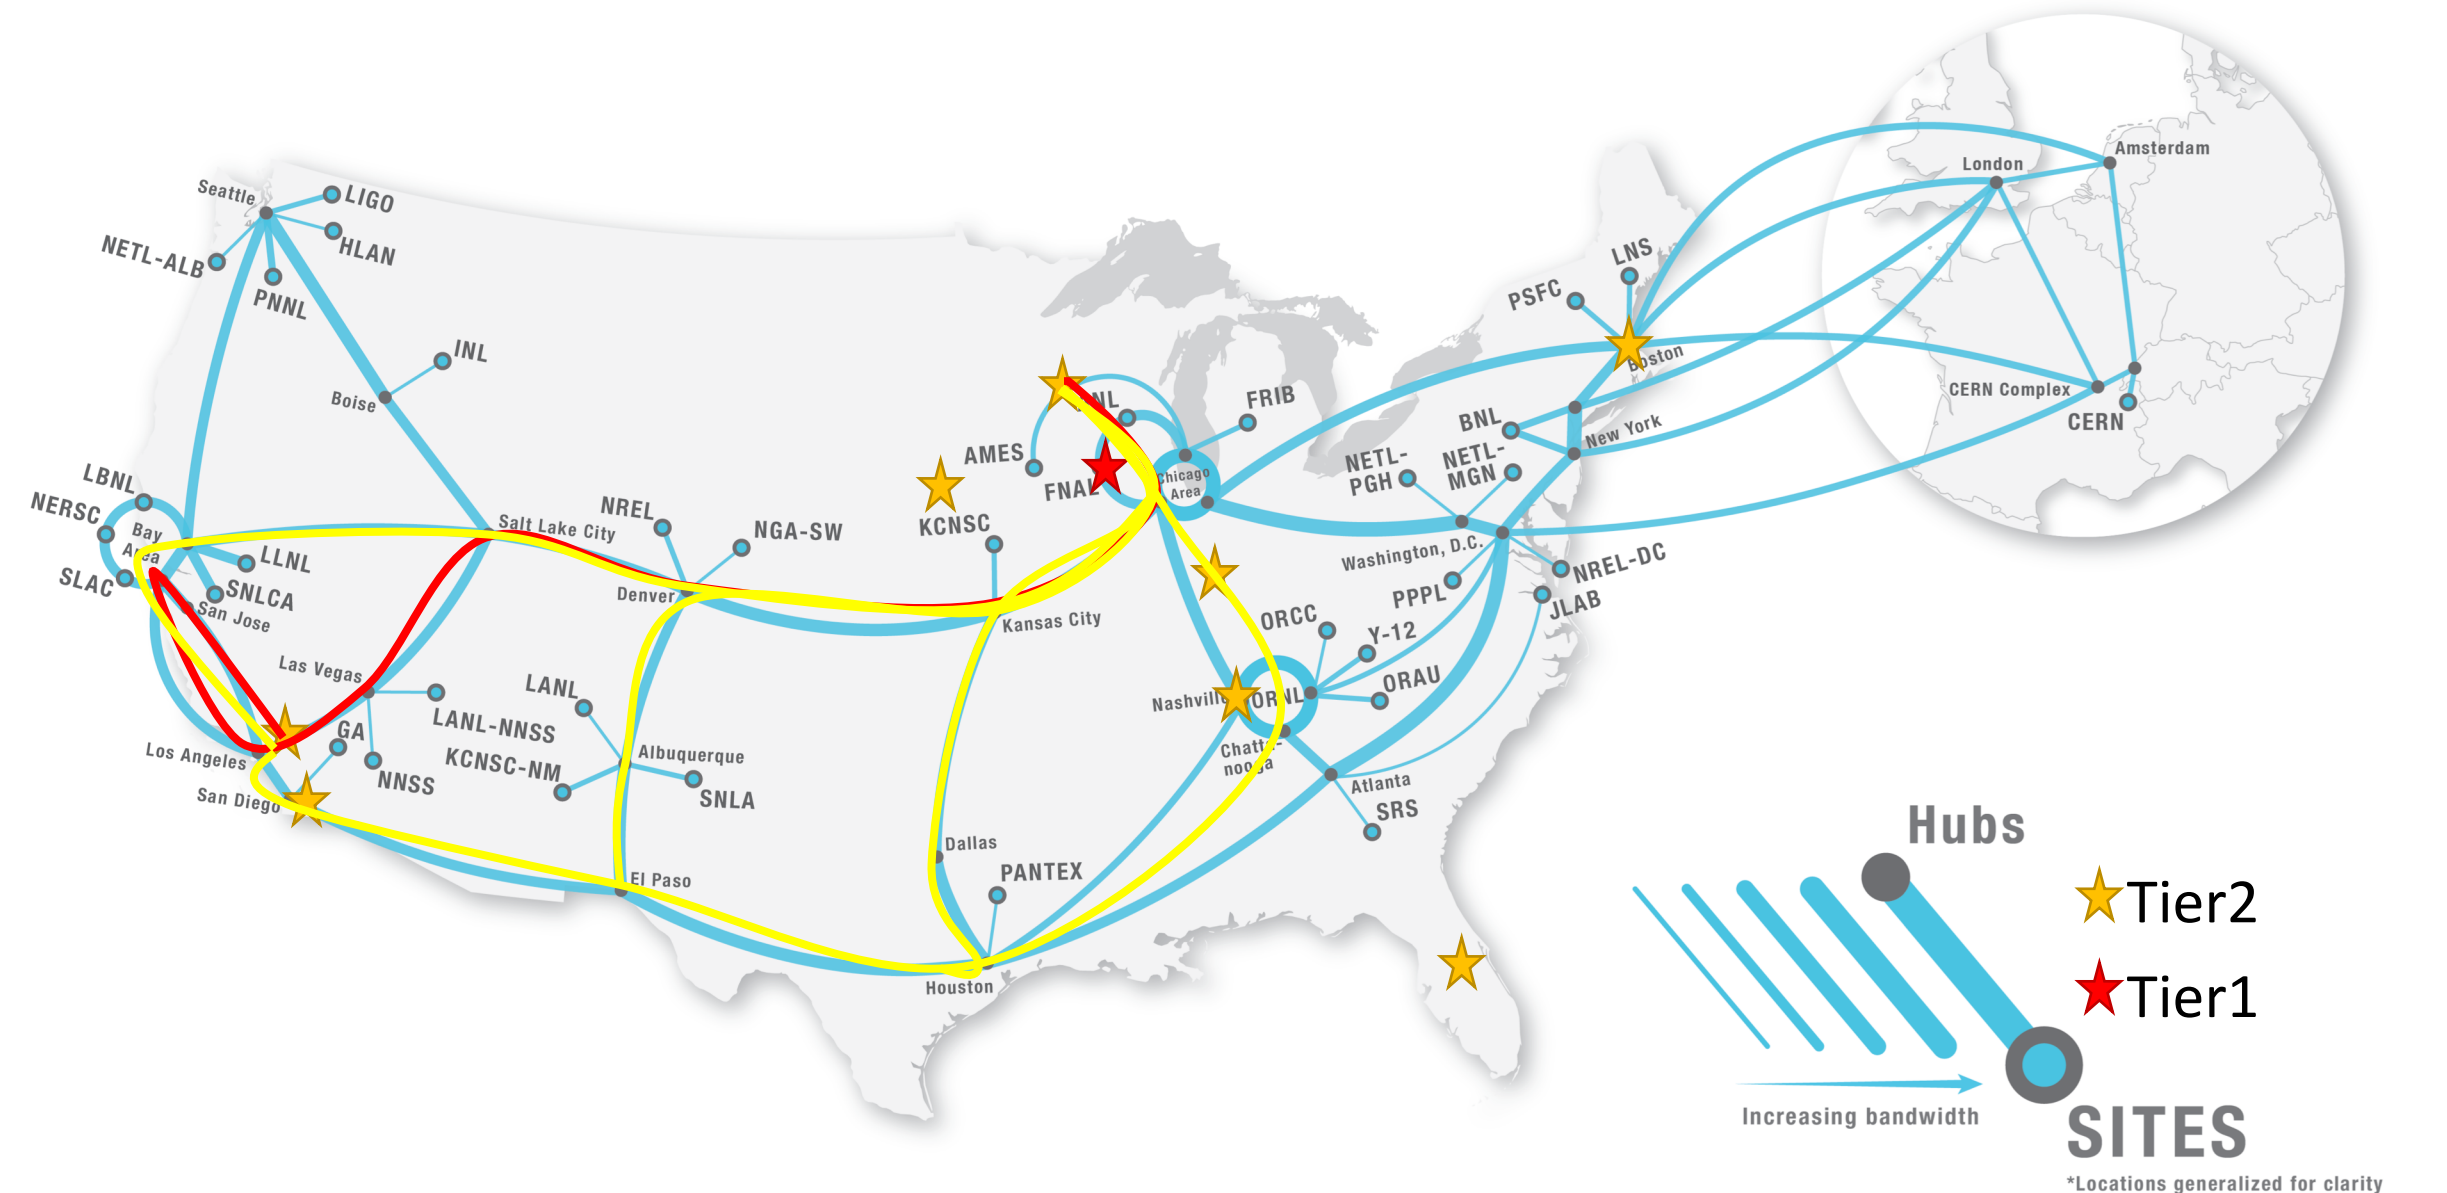 Seattle
LIGO
HLAN
NETL-ALB
PNNL
INL
Boise
LBNL
NERSC
Bay
Area
SLAC
LLNL
SNLCA
San Jose
Salt Lake City
NREL
NGA-SW
Denver
Las Vegas
LANL-NNSS
GA
NNSS
Los Angeles
San Diego
LANL
KCNSC-NM
Albuquerque
SNLA
El Paso
AMES
FNAL
KCNSC
Kansas City
Chicago
Area
FRIB
Dallas
PANTEX
Houston
Nashville
ORNL
ORCC
Y-12
ORAU
Chatta-
nooga
Atlanta
SRS
PSFC
LNS
Boston
BNL
New York
NETL-
PGH
NETL-
MGN
Washington, D.C.
PPPL
NREL-DC
JLAB
London
Amsterdam
CERN Complex
CERN
Hubs
Tier2
Tier1
Increasing bandwidth
SITES
*Locations generalized for clarity